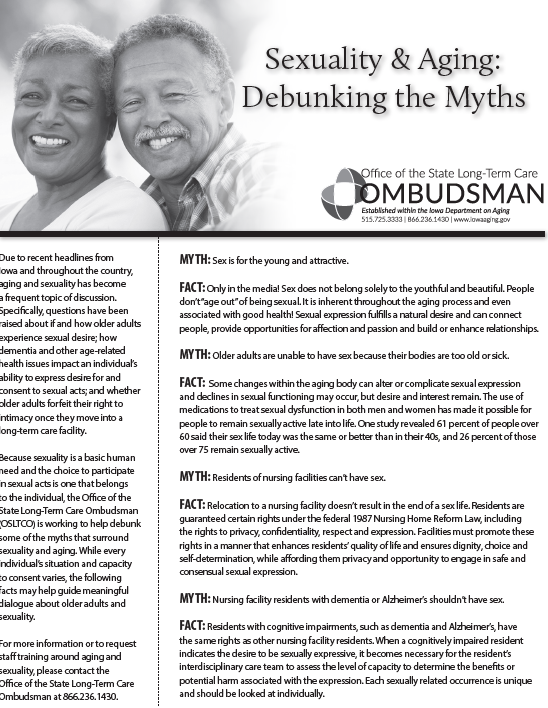 Sexuality & Aging:
Debunking the Myths
Office of the State Long-Term Care
OMBUDSMAN
Established within the Iowa Department on Aging
515.725.3333 | 866.236.1430 | www.iowaaging.gov
Due to recent headlines from
Iowa and throughout the country,
aging and sexuality has become
a frequent topic of discussion.
Specifically, questions have been
raised about if and how older adults
experience sexual desire; how
dementia and other age-related
health issues impact an individual's
ability to express desire for and
consent to sexual acts; and whether
older adults forfeit their right to
intimacy once they move into a
long-term care facility.
Because sexuality is a basic human
need and the choice to participate
in sexual acts is one that belongs
to the individual, the Office of the
State Long-Term Care Ombudsman
(OSLTCO) is working to help debunk
some of the myths that surround
sexuality and aging. While every
individual's situation and capacity
to consent varies, the following
facts may help guide meaningful
dialogue about older adults and
sexuality.
For more information or to request
staff training around aging and
sexuality, please contact the
Office of the State Long-Term Care
Ombudsman at 866.236.1430.
MYTH: Sex is for the young and attractive.
FACT: Only in the media! Sex does not belong solely to the youthful and beautiful. People
don't "age out" of being sexual. It is inherent throughout the aging process and even
associated with good health! Sexual expression fulfills a natural desire and can connect
people, provide opportunities for affection and passion and build or enhance relationships.
MYTH: Older adults are unable to have sex because their bodies are too old or sick.
FACT: Some changes within the aging body can alter or complicate sexual expression
and declines in sexual functioning may occur, but desire and interest remain. The use of
medications to treat sexual dysfunction in both men and women has made it possible for
people to remain sexually active late into life. One study revealed 61 percent of people over
60 said their sex life today was the same or better than in their 40s, and 26 percent of those
over 75 remain sexually active.
MYTH: Residents of nursing facilities can't have sex.
FACT: Relocation to a nursing facility doesn't result in the end of a sex life. Residents are
guaranteed certain rights under the federal 1987 Nursing Home Reform Law, including
the rights to privacy, confidentiality, respect and expression. Facilities must promote these
rights in a manner that enhances residents' quality of life and ensures dignity, choice and
self-determination, while affording them privacy and opportunity to engage in safe and
consensual sexual expression.
MYTH: Nursing facility residents with dementia or Alzheimer's shouldn't have sex.
FACT: Residents with cognitive impairments, such as dementia and Alzheimer's, have
the same rights as other nursing facility residents. When a cognitively impaired resident
indicates the desire to be sexually expressive, it becomes necessary for the resident's
interdisciplinary care team to assess the level of capacity to determine the benefits or
potential harm associated with the expression. Each sexually related occurrence is unique
and should be looked at individually.